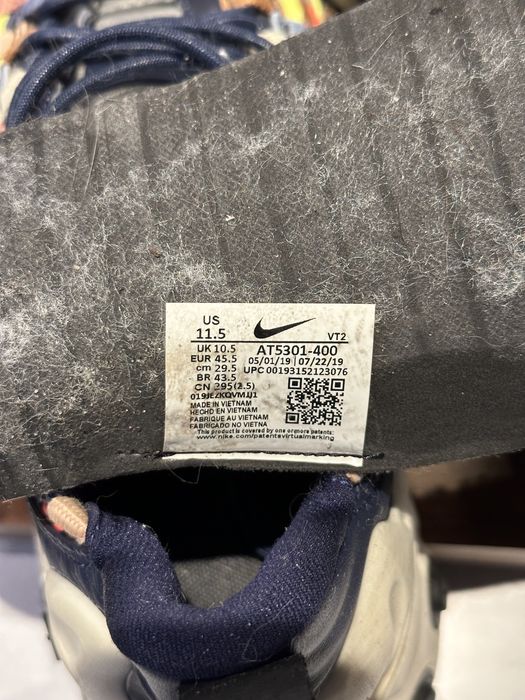 US
11.5
VT2
UK 10.5 AT5301-400
EUR 45.5 05/01/19 07/22/19
cm 29.5 UPC 00193152123076
BR 43.5
CN 295(2.5)
MADE IN VIETNAM
HECHO EN VIETNAM
FABRIQUE AU VIETNAM
FABRICADO NO VIETNA
This product is covered by one or more patents:
www.nike.com/patentsvirtualmarking